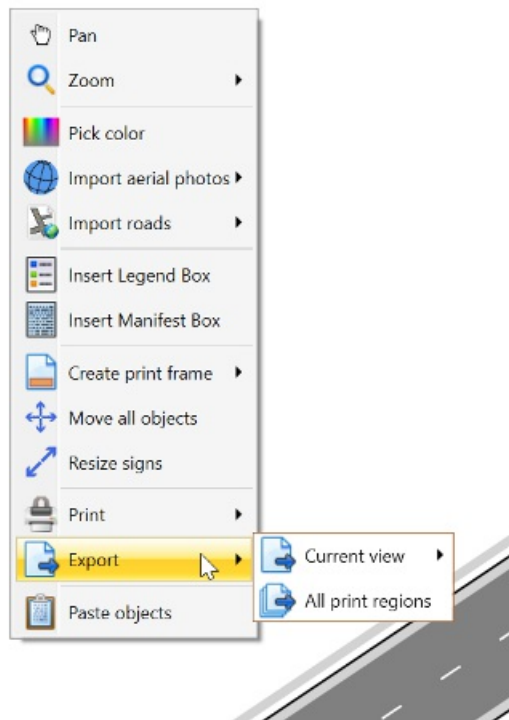 Pan
Zoom
Pick color
Import aerial photos
Import roads
Insert Legend Box
Insert Manifest Box
Create print frame
Move all objects
Resize signs
Print
Export
Current view
All print regions
Paste objects